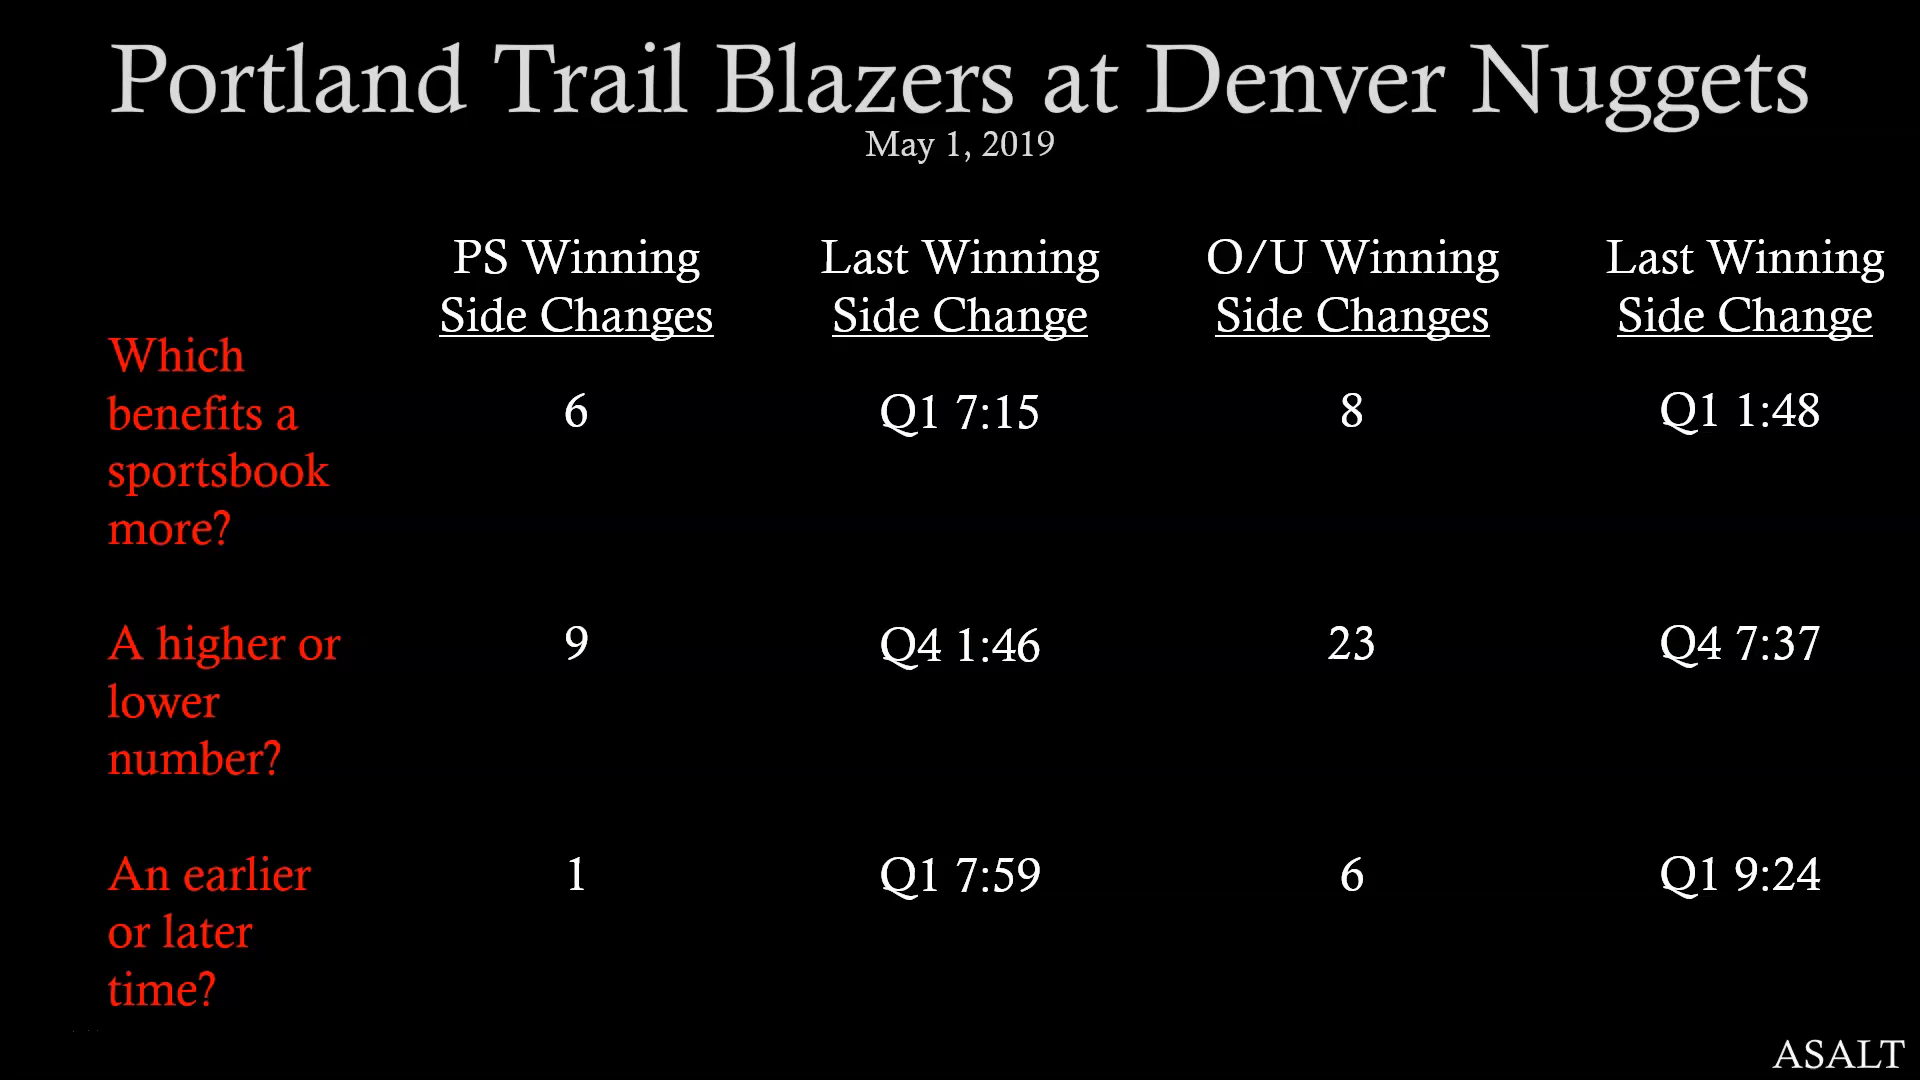 Portland Trail Blazers at Denver Nuggets
May 1, 2019
PS Winning Last Winning O/U Winning Last Winning
Side Changes Side Change Side Changes Side Change
Which
benefits a 6 Q1 7:15 8 Q1 1:48
sportsbook
more?
A higher or 9 Q4 1:46 23 Q4 7:37
lower
number?
An earlier 1 Q1 7:59 6 Q1 9:24
or later
time?
ASALT